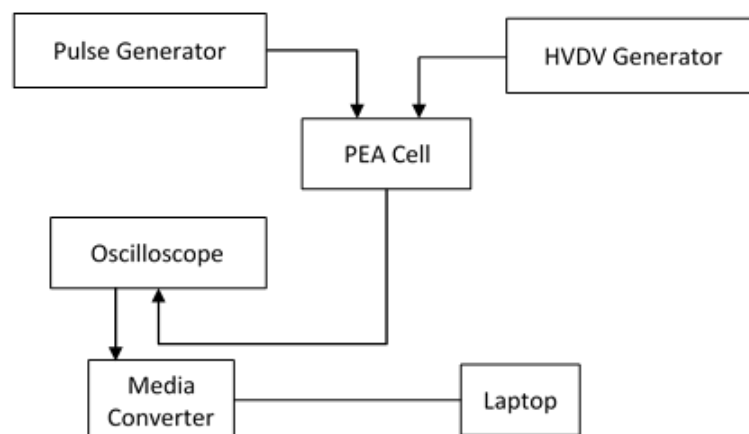 Pulse Generator
HVDV Generator
PEA Cell
Oscilloscope
Media
Converter
Laptop